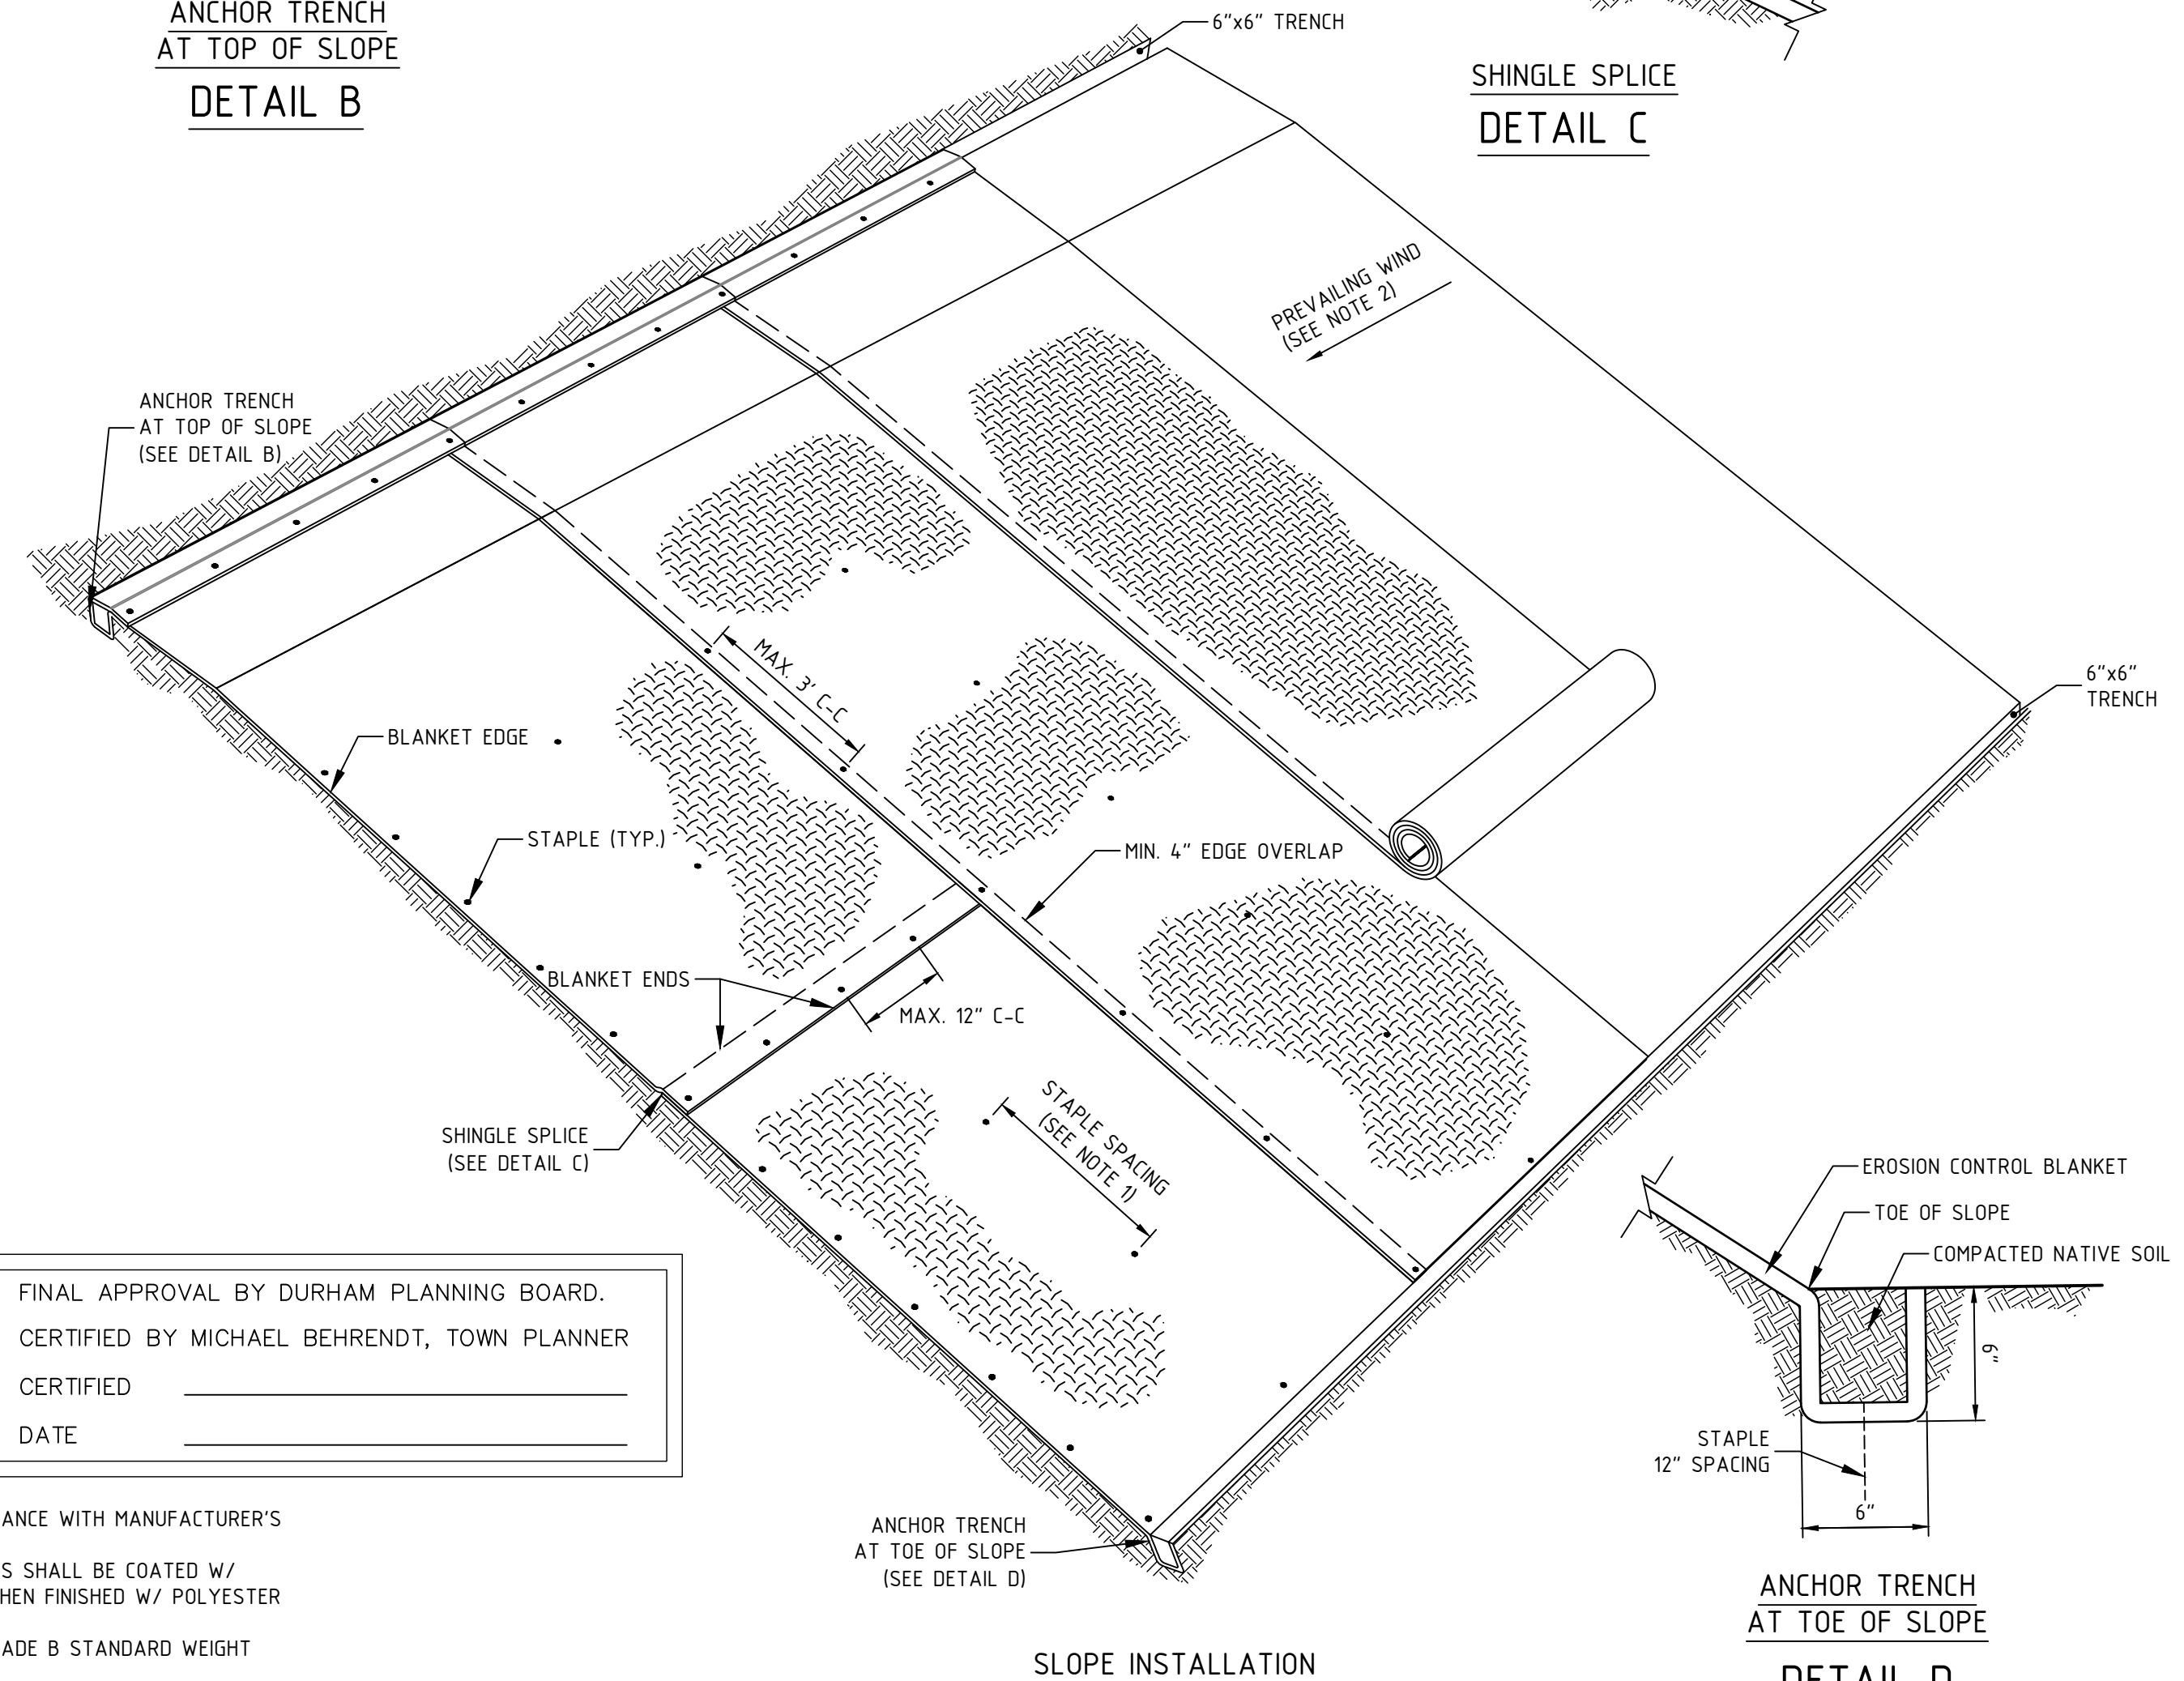 ANCHOR TRENCH
AT TOP OF SLOPE
DETAIL B
6"x6" TRENCH
SHINGLE SPLICE
DETAIL C
PREVAILING WIND
(SEE NOTE 2)
ANCHOR TRENCH
AT TOP OF SLOPE
(SEE DETAIL B)
MAX. 3' C-C
6"x6"
TRENCH
BLANKET EDGE
STAPLE (TYP.)
MIN. 4" EDGE OVERLAP
BLANKET ENDS
MAX. 12" C-C
STAPLE SPACING
(SEE NOTE 1)
SHINGLE SPLICE
(SEE DETAIL C)
EROSION CONTROL BLANKET
TOE OF SLOPE
COMPACTED NATIVE SOIL
6"
STAPLE
12" SPACING
6"
FINAL APPROVAL BY DURHAM PLANNING BOARD.
CERTIFIED BY MICHAEL BEHRENDT, TOWN PLANNER
CERTIFIED
DATE
ANCE WITH MANUFACTURER'S
S SHALL BE COATED W/
HEN FINISHED W/ POLYESTER
ADE B STANDARD WEIGHT
ANCHOR TRENCH
AT TOE OF SLOPE
(SEE DETAIL D)
SLOPE INSTALLATION
ANCHOR TRENCH
AT TOE OF SLOPE
DETAIL D